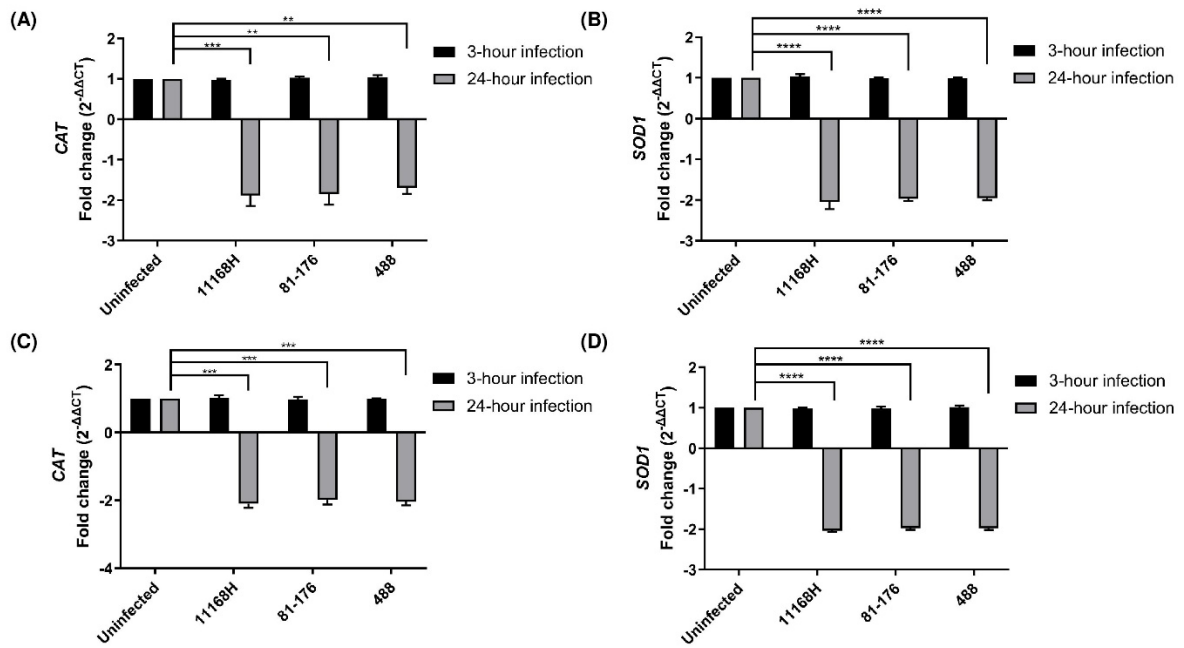 (A)
**
**
***
3-hour infection
24-hour infection
CAT
Fold change (2-ΔΔCT)
2
1
0
-1
-2
-3
Uninfected
11168H
81-176
488
(B)
****
****
****
3-hour infection
24-hour infection
SOD1
Fold change (2-ΔΔCT)
2
1
0
-1
-2
-3
Uninfected
11168H
81-176
488
(C)
***
***
***
3-hour infection
24-hour infection
CAT
Fold change (2-ΔΔCT)
2
0
-2
-4
Uninfected
11168H
81-176
488
(D)
****
****
****
3-hour infection
24-hour infection
SOD1
Fold change (2-ΔΔCT)
2
1
0
-1
-2
-3
Uninfected
11168H
81-176
488